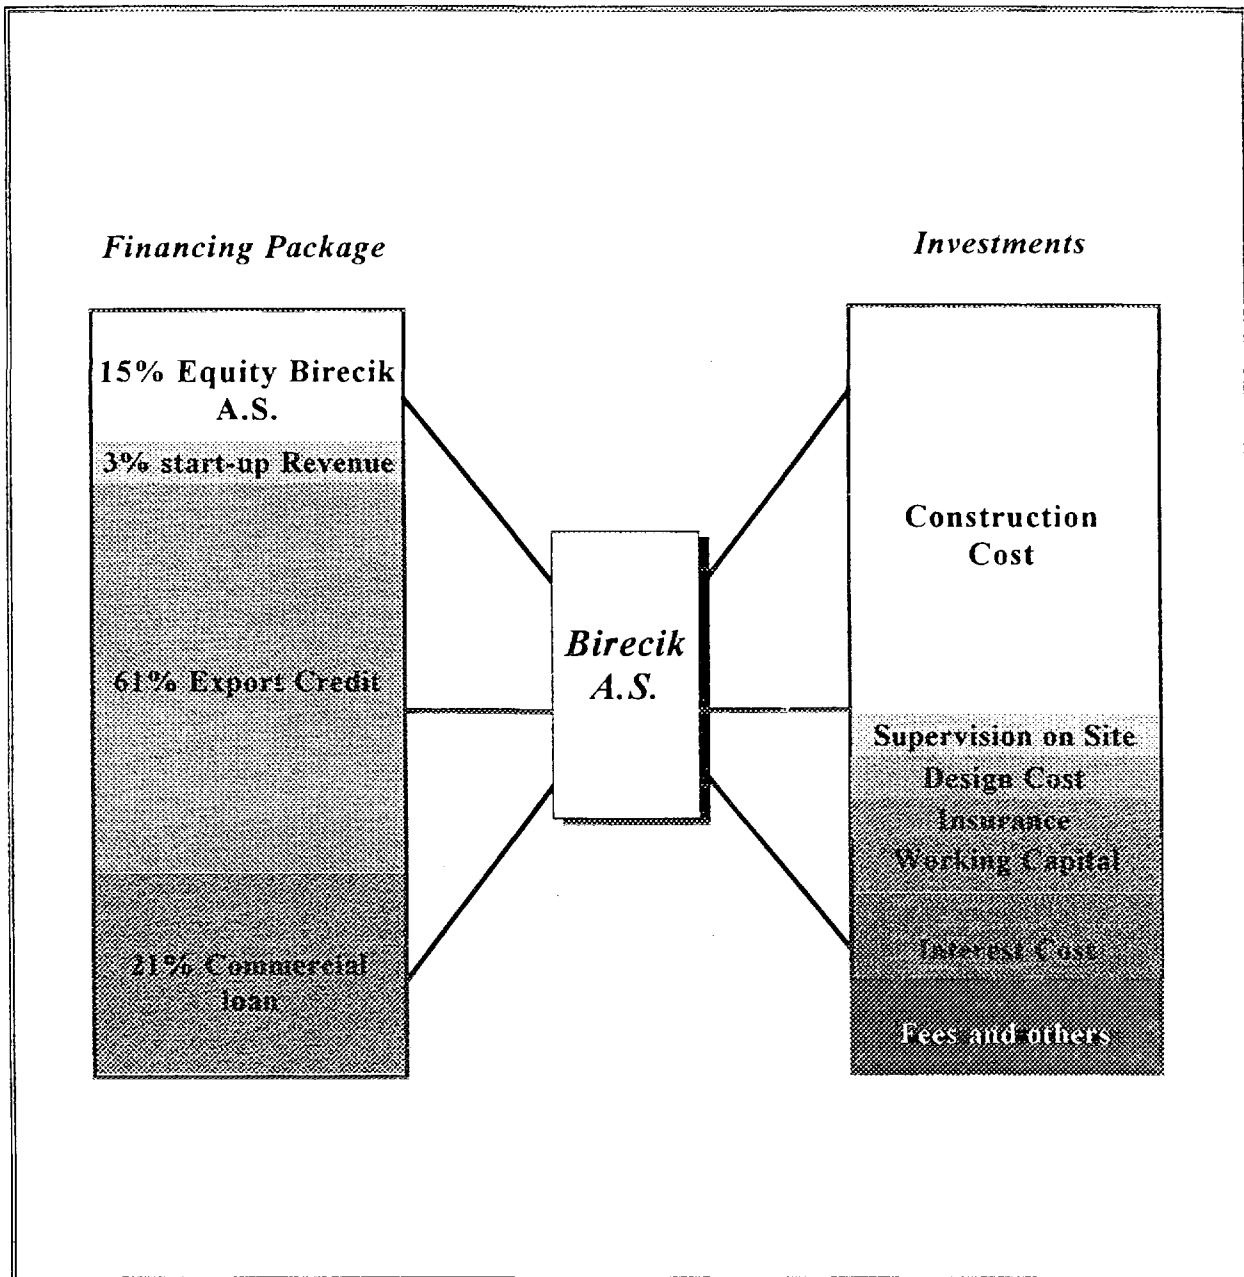 Financing Package
15% Equity Birecik
A.S.
3% start-up Revenue
61% Export Credit
21% Commercial
loan
Birecik
A.S.
Investments
Construction
Cost
Supervision on Site
Design Cost
Insurance
Working Capital
Interest Cost
Fees and others